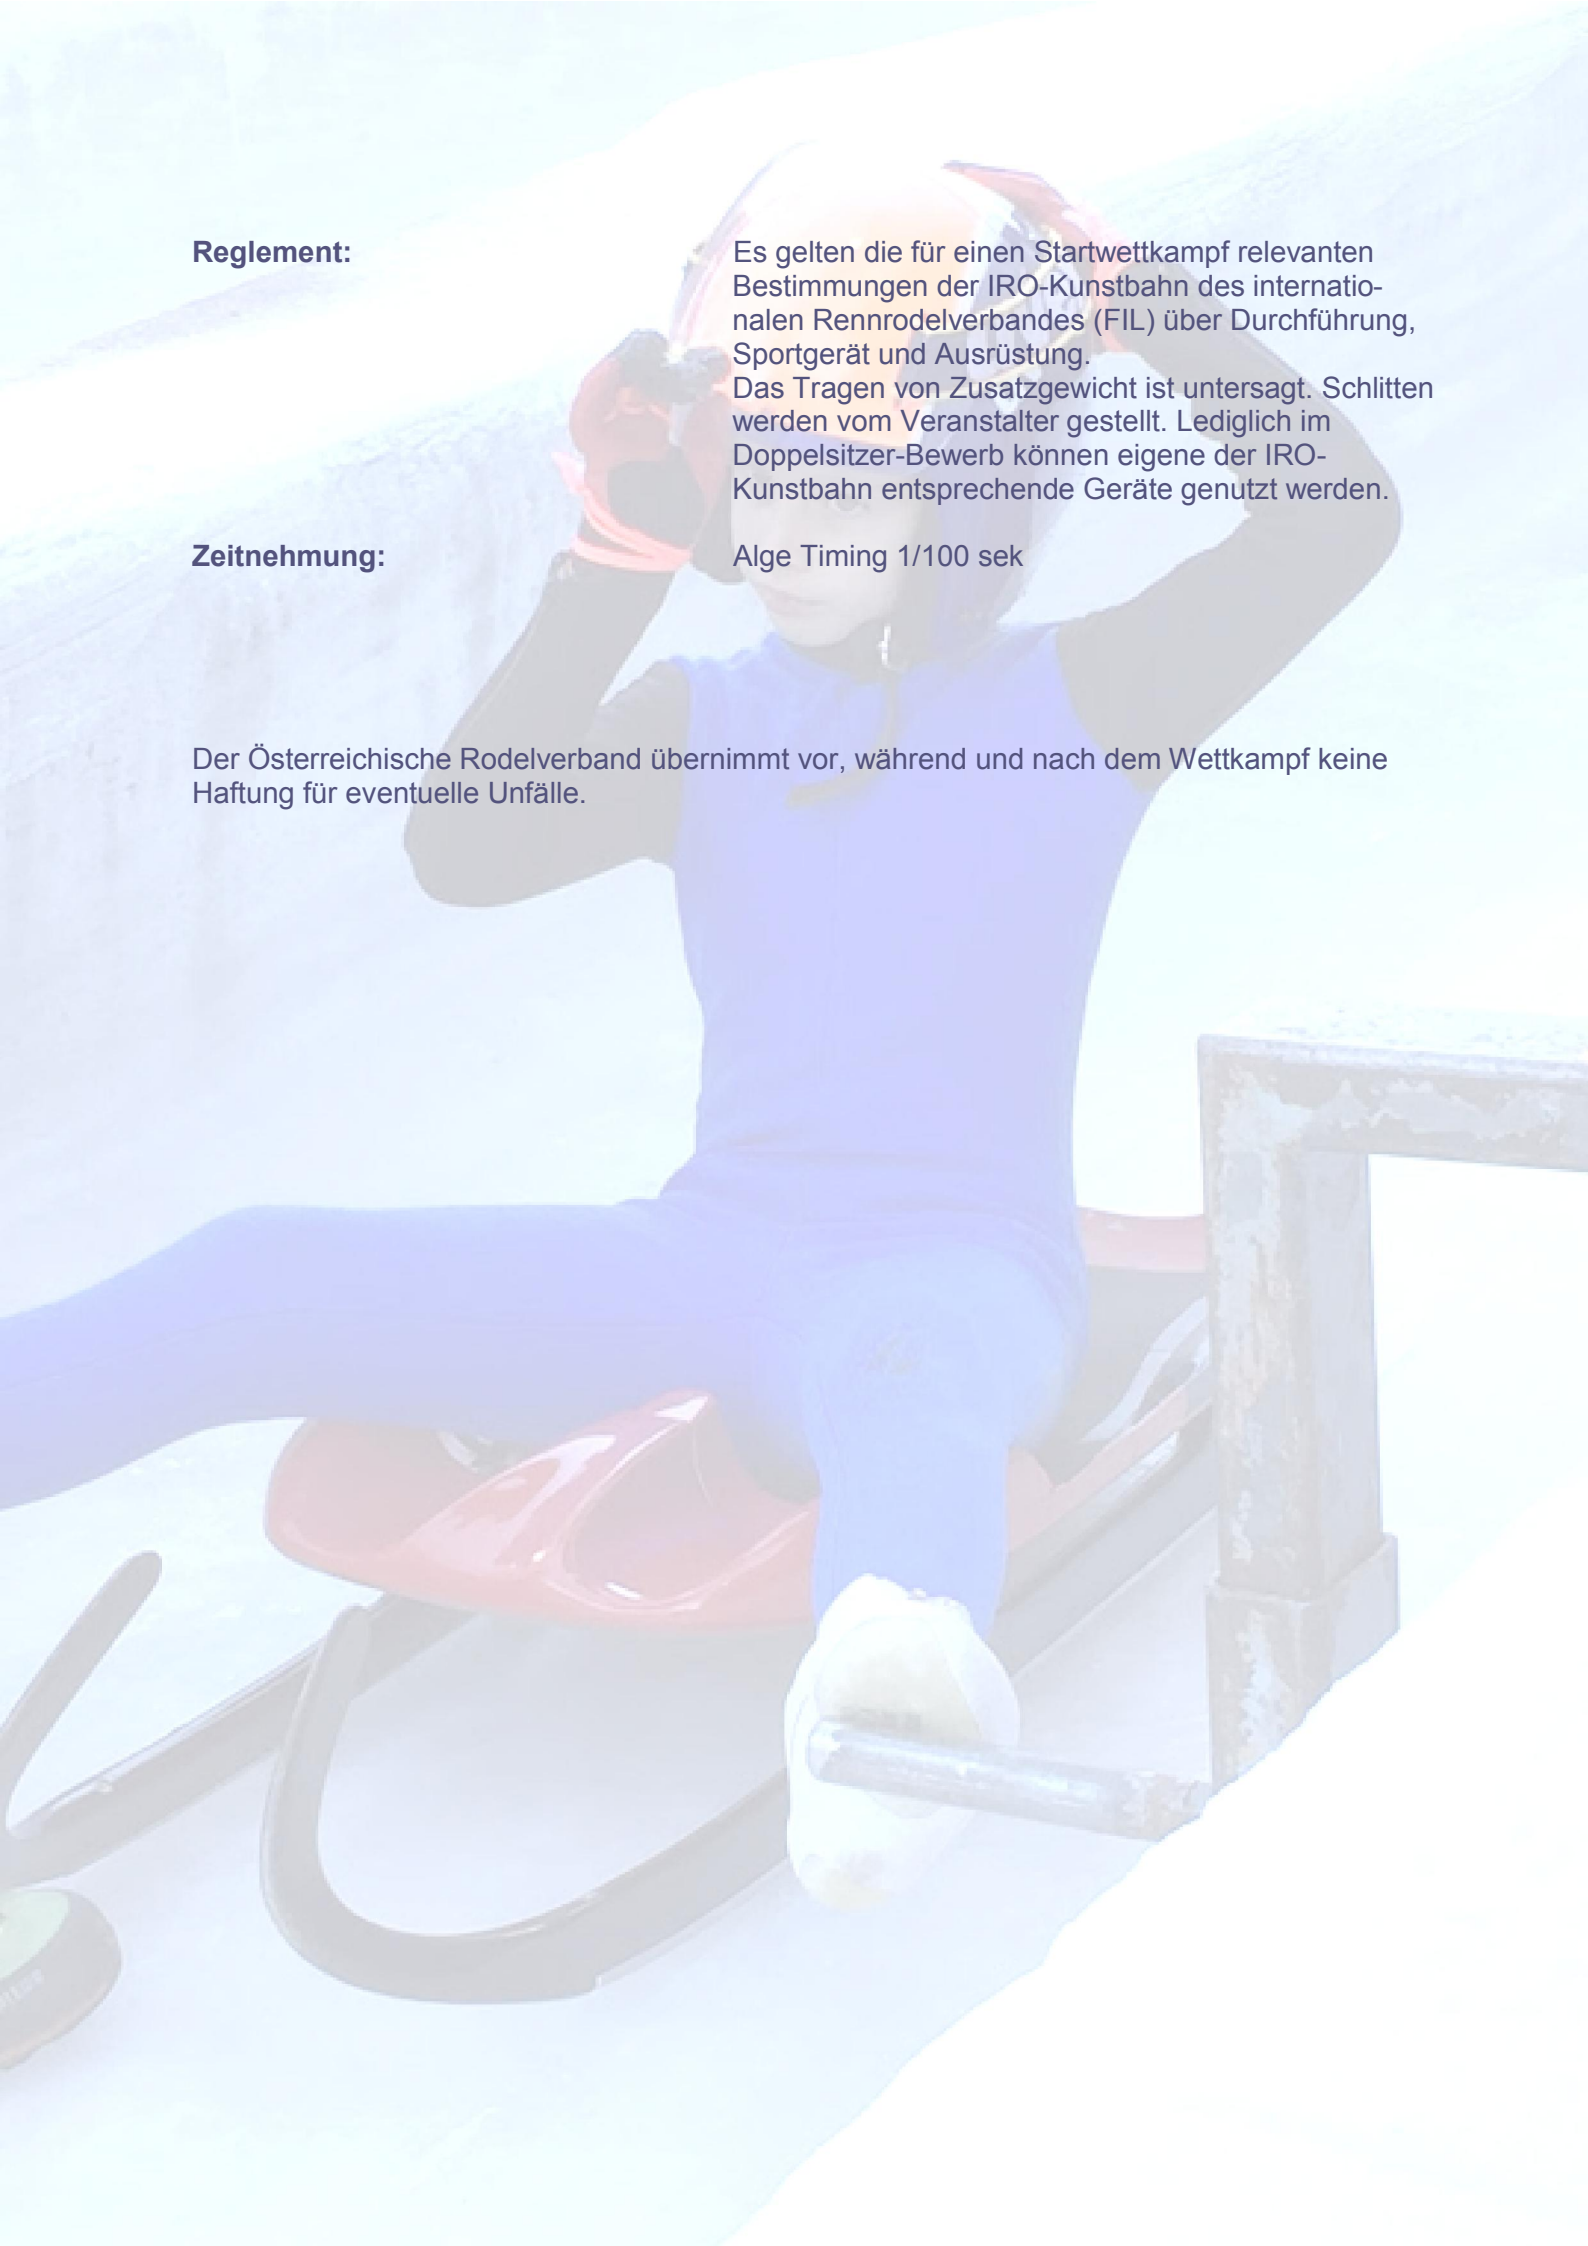 Reglement: Es gelten die für einen Startwettkampf relevanten
Bestimmungen der IRO-Kunstbahn des internatio-
nalen Rennrodelverbandes (FIL) über Durchführung,
Sportgerät und Ausrüstung.
Das Tragen von Zusatzgewicht ist untersagt. Schlitten
werden vom Veranstalter gestellt. Lediglich im
Doppelsitzer-Bewerb können eigene der IRO-
Kunstbahn entsprechende Geräte genutzt werden.
Zeitnehmung: Alge Timing 1/100 sek
Der Österreichische Rodelverband übernimmt vor, während und nach dem Wettkampf keine
Haftung für eventuelle Unfälle.